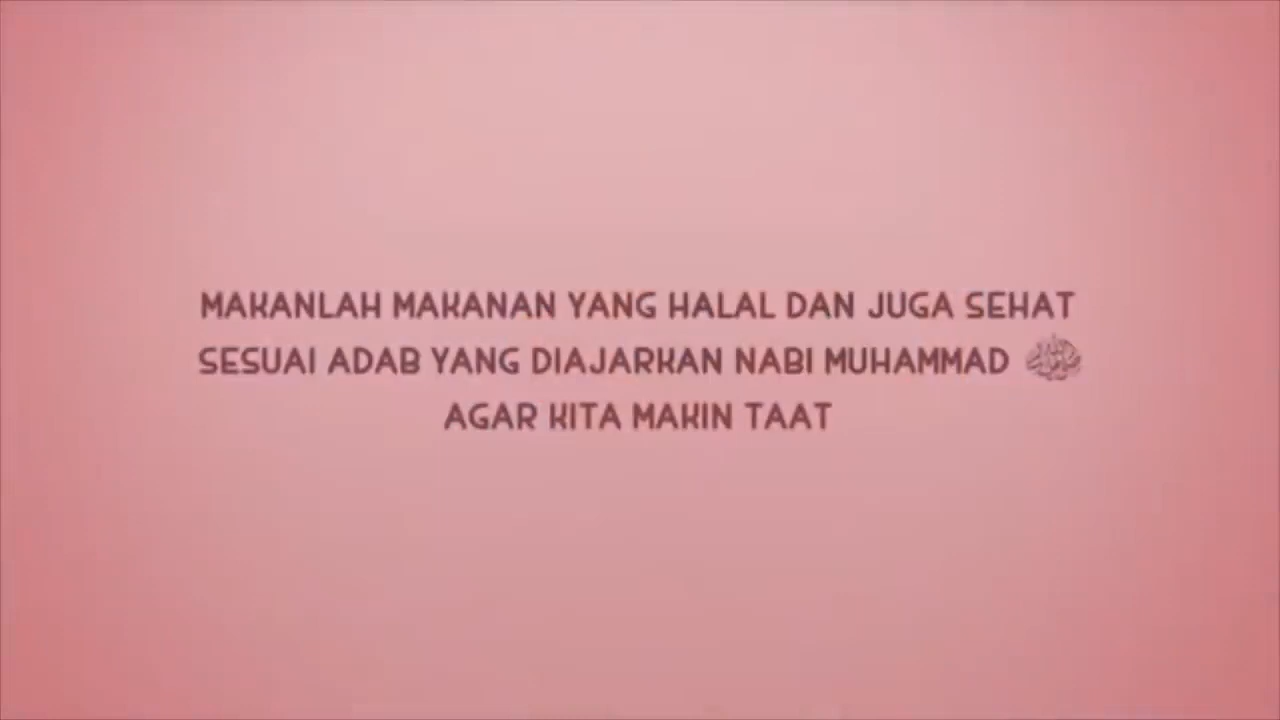 MAKANLAH MAKANAN YANG HALAL DAN JUGA SEHAT
SESUAI ADAB YANG DIAJARKAN NABI MUHAMMAD ﷺ
AGAR KITA MAKIN TAAT